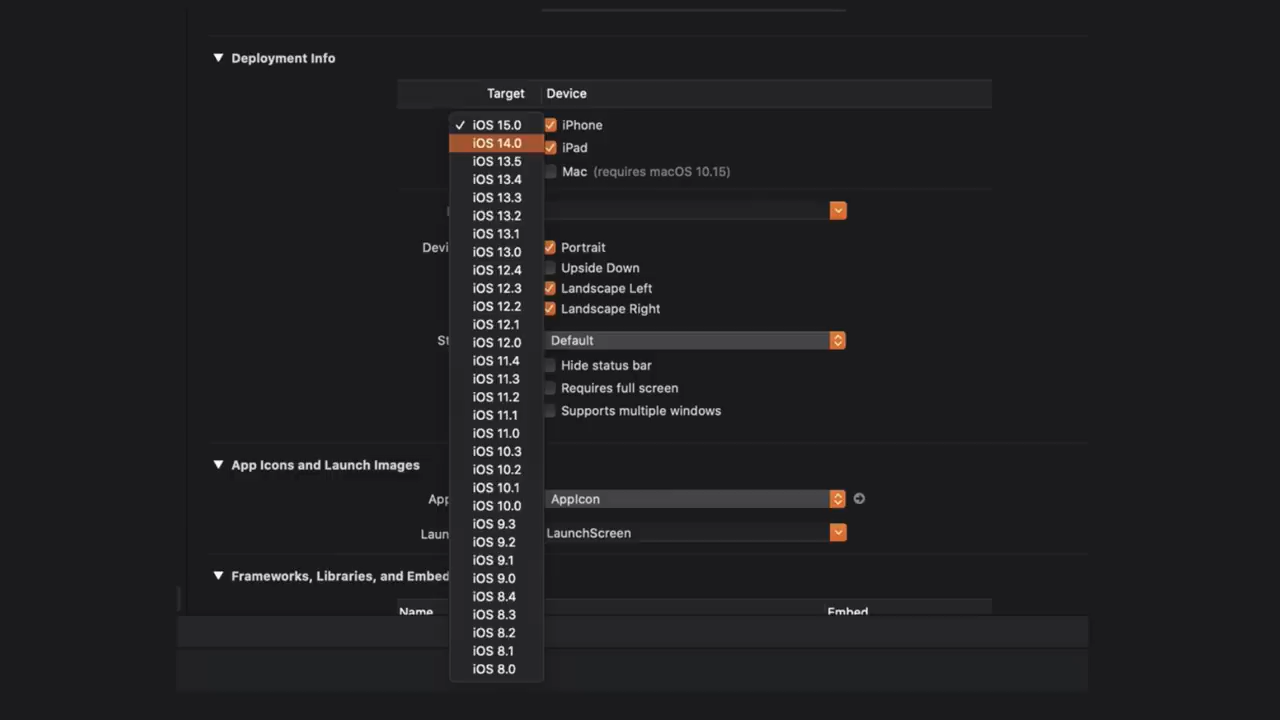 Deployment Info
Target Device
✓ iOS 15.0 iPhone
iOS 14.0 iPad
iOS 13.5
iOS 13.4 Mac (requires macOS 10.15)
iOS 13.3
iOS 13.2
iOS 13.1
iOS 13.0 Devi Portrait
iOS 12.4 Upside Down
iOS 12.3 Landscape Left
iOS 12.2 Landscape Right
iOS 12.1
iOS 12.0 St Default
iOS 11.4 Hide status bar
iOS 11.3 Requires full screen
iOS 11.2
iOS 11.1 Supports multiple windows
iOS 11.0
iOS 10.3 App Icons and Launch Images
iOS 10.2
iOS 10.1
iOS 10.0 App AppIcon
iOS 9.3
iOS 9.2 Laun LaunchScreen
iOS 9.1
iOS 9.0 Frameworks, Libraries, and Embed
iOS 8.4
iOS 8.3 Name Embed
iOS 8.2
iOS 8.1
iOS 8.0